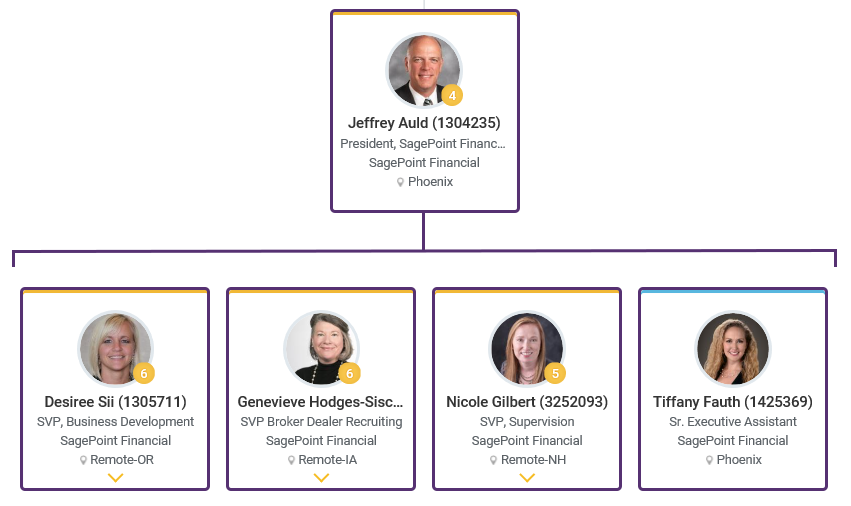 4
Jeffrey Auld (1304235)
President, SagePoint Financ...
SagePoint Financial
Phoenix
6
Desiree Sii (1305711)
SVP, Business Development
SagePoint Financial
Remote-OR
6
Genevieve Hodges-Sisc...
SVP Broker Dealer Recruiting
SagePoint Financial
Remote-IA
5
Nicole Gilbert (3252093)
SVP, Supervision
SagePoint Financial
Remote-NH
Tiffany Fauth (1425369)
Sr. Executive Assistant
SagePoint Financial
Phoenix